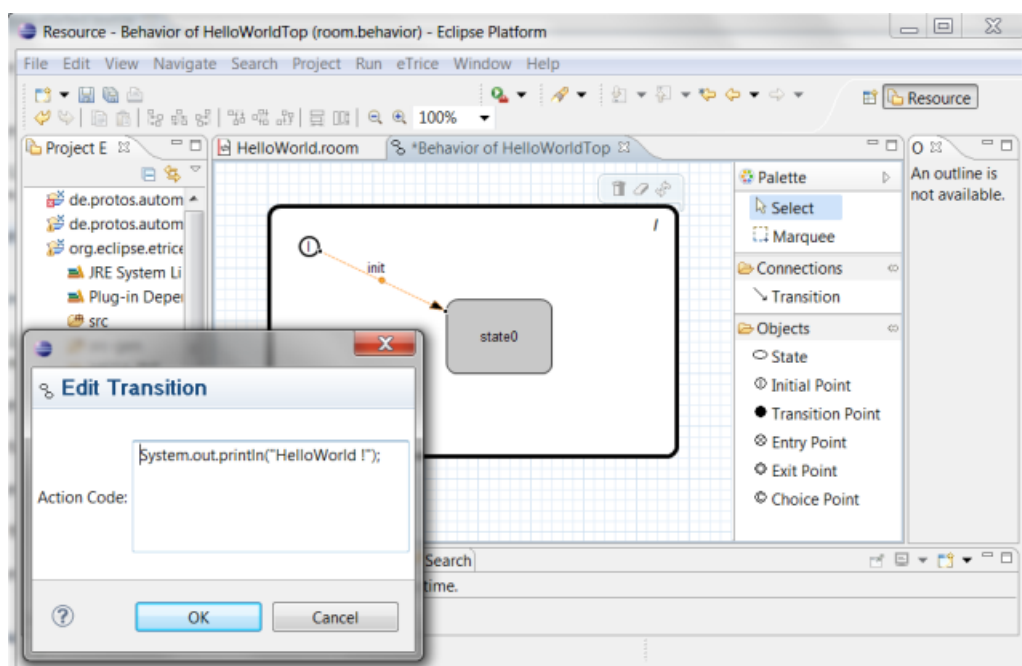 Resource - Behavior of HelloWorldTop (room.behavior) - Eclipse Platform
File Edit View Navigate Search Project Run eTrice Window Help
Resource
100%
Project E
HelloWorld.room
*Behavior of HelloWorldTop
O
An outline is
not available.
de.protos.autom
de.protos.autom
org.eclipse.etrice
JRE System Li
Plug-in Deper
src
/
I
init
state0
Palette
Select
Marquee
Connections
Transition
Objects
State
Initial Point
Transition Point
Entry Point
Exit Point
Choice Point
Edit Transition
Action Code:
System.out.println("HelloWorld !");
OK
Cancel
Search
time.